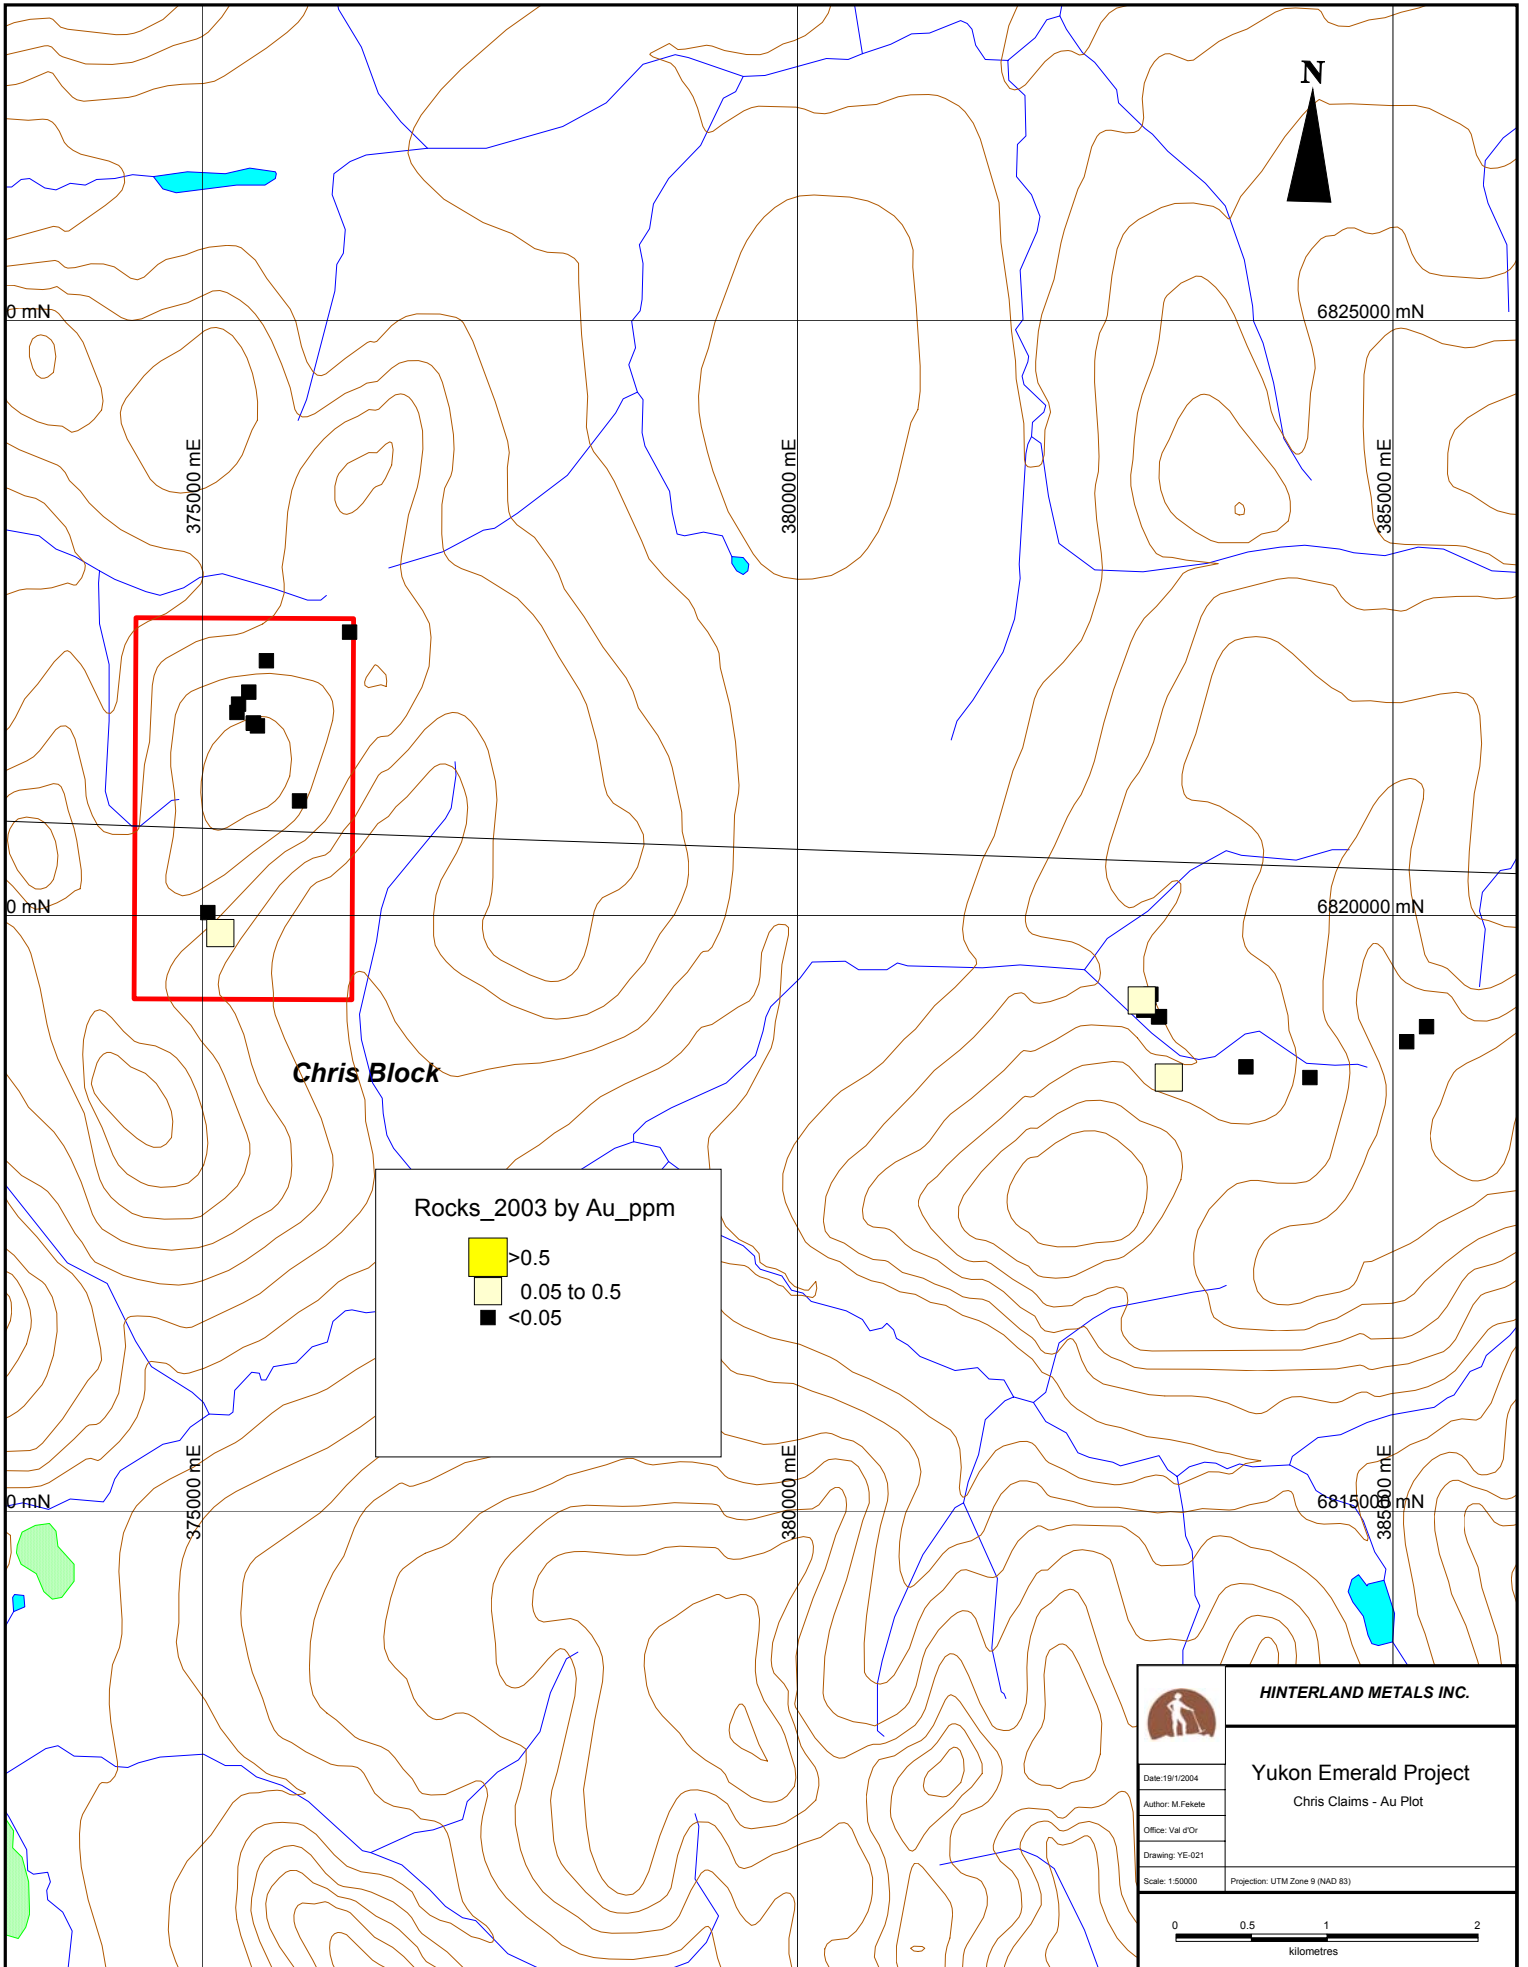 N
0 mN
6825000 mN
375000 mE
380000 mE
385000 mE
0 mN
6820000 mN
Chris Block
Rocks_2003 by Au_ppm
>0.5
0.05 to 0.5
<0.05
375000 mE
380000 mE
385000 mE
0 mN
6815000 mN
HINTERLAND METALS INC.
Yukon Emerald Project
Chris Claims - Au Plot
Date:19/1/2004
Author: M.Fekete
Office: Val d'Or
Drawing: YE-021
Scale: 1:50000
Projection: UTM Zone 9 (NAD 83)
0 0.5 1 2
kilometres